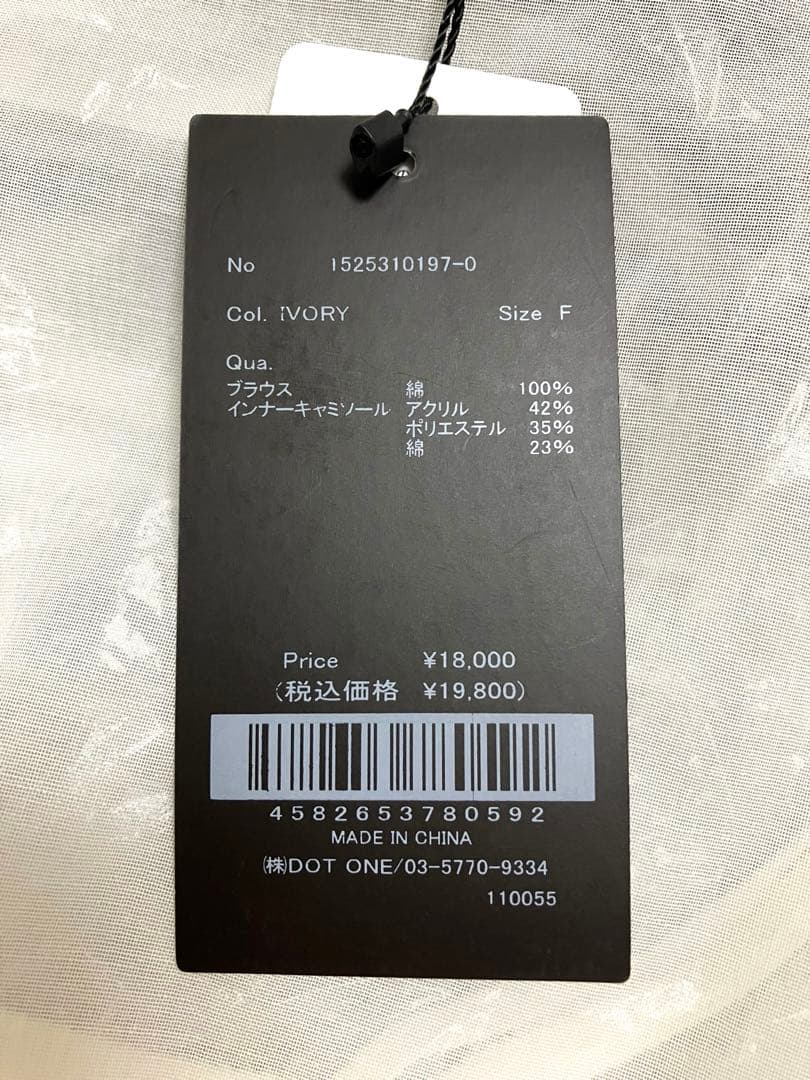 No 1525310197-0
Col. IVORY Size F
Qua.
ブラウス 綿 100%
インナーキャミソール アクリル 42%
ポリエステル 35%
綿 23%
Price ¥18,000
(税込価格 ¥19,800)
4582653780592
MADE IN CHINA
㈱DOT ONE/03-5770-9334
110055